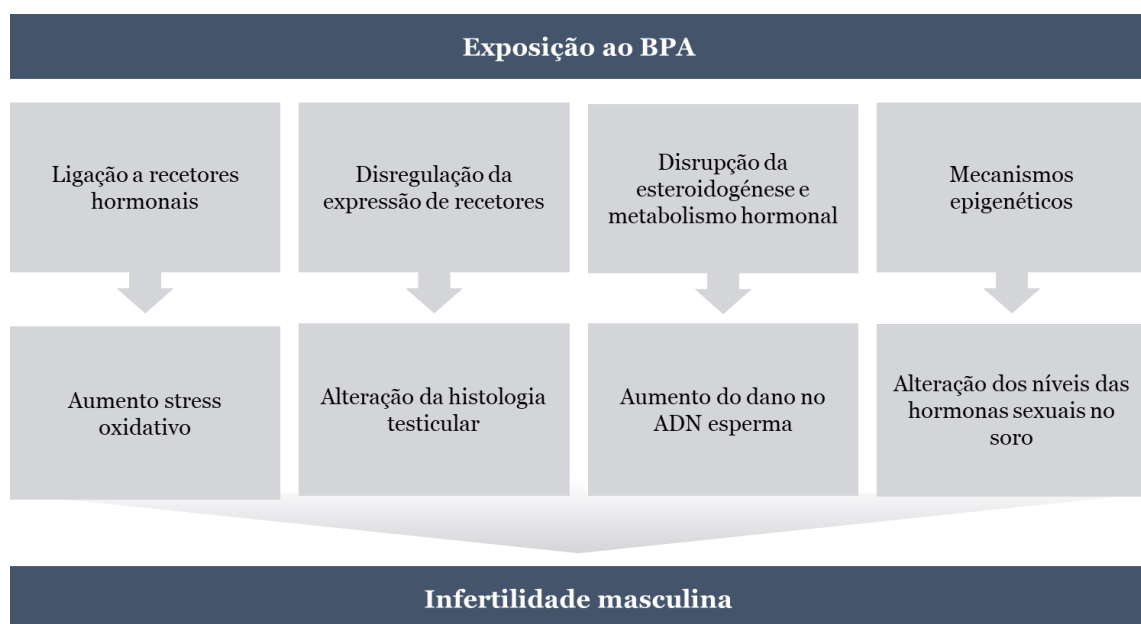 Exposição ao BPA
Ligação a recetores
hormonais
Disregulação da
expressão de recetores
Disrupção da
esteroidogénese e
metabolismo hormonal
Mecanismos
epigenéticos
Aumento stress
oxidativo
Alteração da histologia
testicular
Aumento do dano no
ADN esperma
Alteração dos níveis das
hormonas sexuais no
soro
Infertilidade masculina